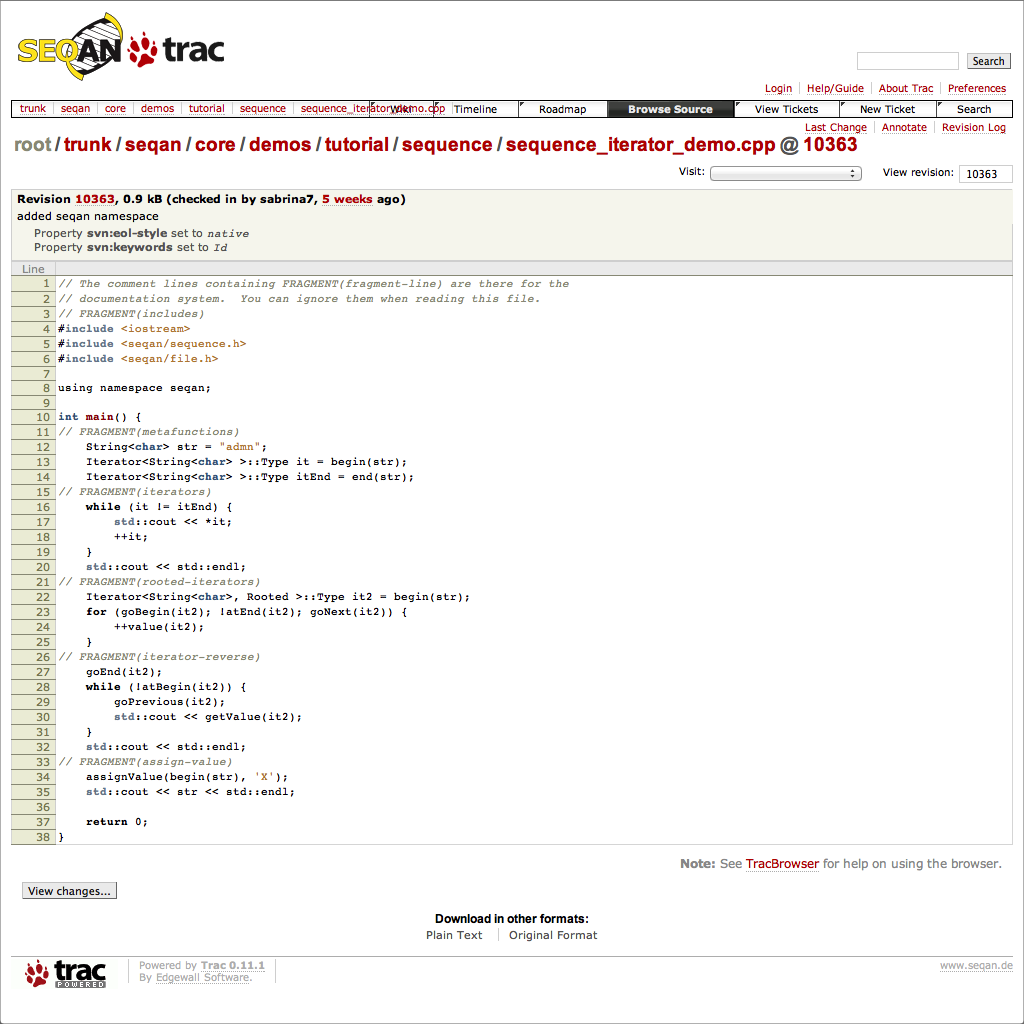 SEQAN trac
Search
Login Help/Guide About Trac Preferences
trunk seqan core demos tutorial sequence sequence_iterator_demo.cpp Wiki Timeline Roadmap Browse Source View Tickets New Ticket Search
Last Change Annotate Revision Log
root/trunk/seqan/core/demos/tutorial/sequence/sequence_iterator_demo.cpp @ 10363
Visit: View revision: 10363
Revision 10363, 0.9 kB (checked in by sabrina7, 5 weeks ago)
added seqan namespace
Property svn:eol-style set to native
Property svn:keywords set to Id
Line
1 // The comment lines containing FRAGMENT(fragment-line) are there for the
2 // documentation system.  You can ignore them when reading this file.
3 // FRAGMENT(includes)
4 #include <iostream>
5 #include <seqan/sequence.h>
6 #include <seqan/file.h>
7
8 using namespace seqan;
9
10 int main() {
11 // FRAGMENT(metafunctions)
12     String<char> str = "admn";
13     Iterator<String<char> >::Type it = begin(str);
14     Iterator<String<char> >::Type itEnd = end(str);
15 // FRAGMENT(iterators)
16     while (it != itEnd) {
17         std::cout << *it;
18         ++it;
19     }
20     std::cout << std::endl;
21 // FRAGMENT(rooted-iterators)
22     Iterator<String<char>, Rooted >::Type it2 = begin(str);
23     for (goBegin(it2); !atEnd(it2); goNext(it2)) {
24         ++value(it2);
25     }
26 // FRAGMENT(iterator-reverse)
27     goEnd(it2);
28     while (!atBegin(it2)) {
29         goPrevious(it2);
30         std::cout << getValue(it2);
31     }
32     std::cout << std::endl;
33 // FRAGMENT(assign-value)
34     assignValue(begin(str), 'X');
35     std::cout << str << std::endl;
36
37     return 0;
38 }
Note: See TracBrowser for help on using the browser.
View changes...
Download in other formats:
Plain Text Original Format
trac POWERED
Powered by Trac 0.11.1
By Edgewall Software.
www.seqan.de